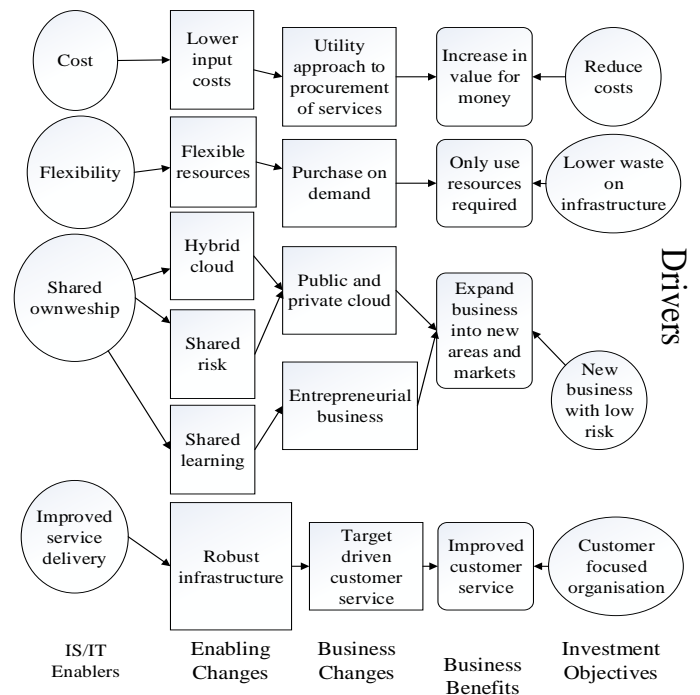 Cost
Lower
input
costs
Utility
approach to
procurement
of services
Increase in
value for
money
Reduce
costs
Flexibility
Flexible
resources
Purchase on
demand
Only use
resources
required
Lower waste
on
infrastructure
Shared
ownweship
Hybrid
cloud
Shared
risk
Shared
learning
Public and
private cloud
Entrepreneurial
business
Expand
business
into new
areas and
markets
New
business
with low
risk
Drivers
Improved
service
delivery
Robust
infrastructure
Target
driven
customer
service
Improved
customer
service
Customer
focused
organisation
IS/IT
Enablers
Enabling
Changes
Business
Changes
Business
Benefits
Investment
Objectives